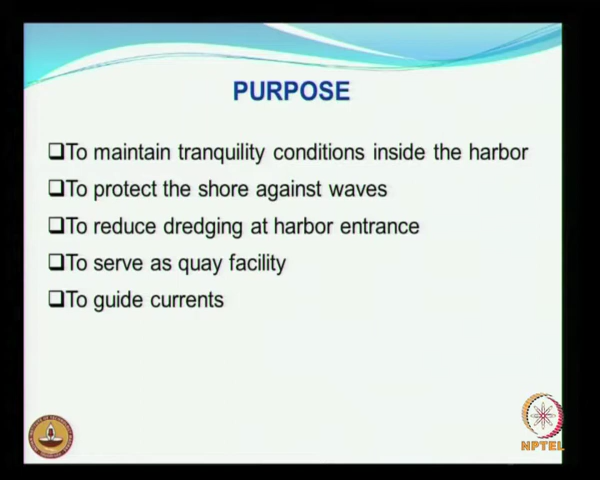 PURPOSE
❑To maintain tranquility conditions inside the harbor
❑To protect the shore against waves
❑To reduce dredging at harbor entrance
❑To serve as quay facility
❑To guide currents
NPTEL